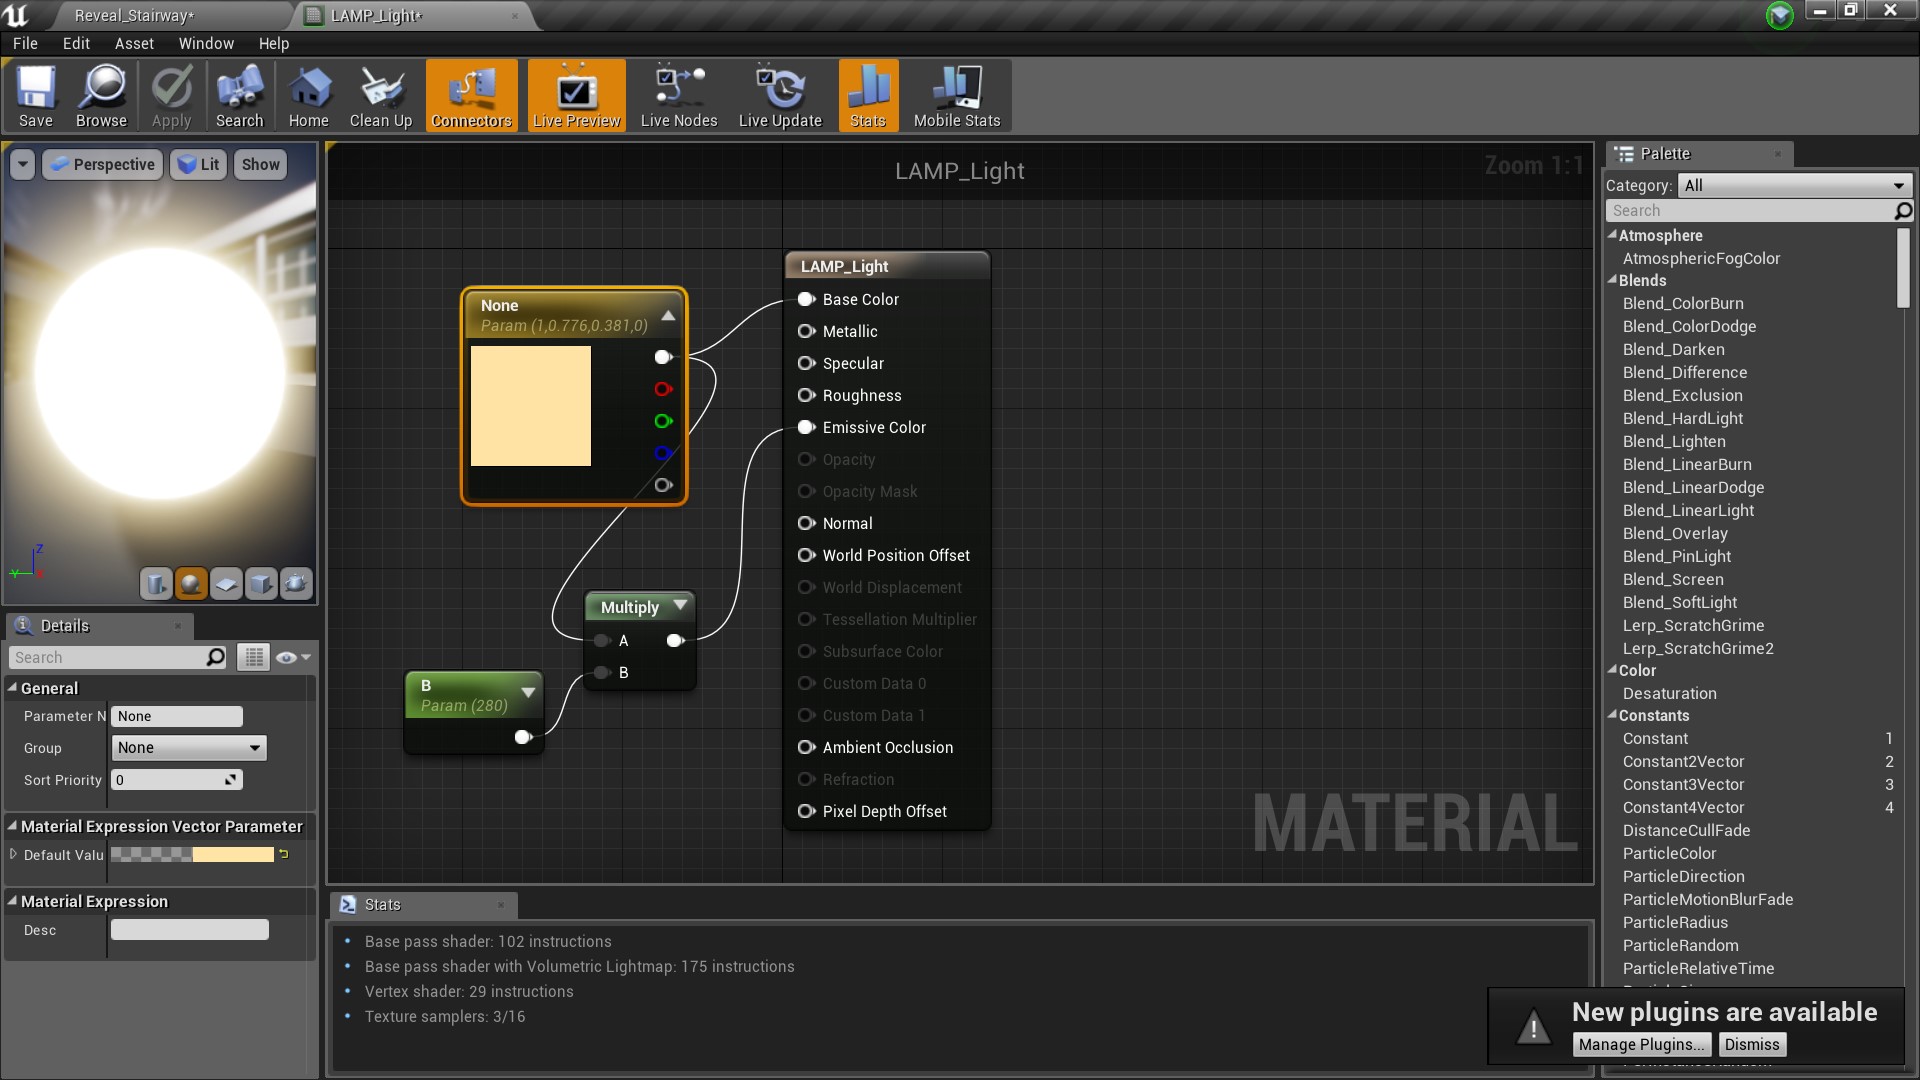 Reveal_Stairway*
LAMP_Light*
File Edit Asset Window Help
Save Browse Apply Search Home Clean Up Connectors Live Preview Live Nodes Live Update Stats Mobile Stats
Perspective Lit Show
Z
Y
Details
Search
General
Parameter N None
Group None
Sort Priority 0
Material Expression Vector Parameter
Default Valu
Material Expression
Desc
LAMP_Light
Zoom 1:1
None
Param (1,0.776,0.381,0)
Multiply
A
B
B
Param (280)
LAMP_Light
Base Color
Metallic
Specular
Roughness
Emissive Color
Opacity
Opacity Mask
Normal
World Position Offset
World Displacement
Tessellation Multiplier
Subsurface Color
Custom Data 0
Custom Data 1
Ambient Occlusion
Refraction
Pixel Depth Offset
MATERIAL
Stats
Base pass shader: 102 instructions
Base pass shader with Volumetric Lightmap: 175 instructions
Vertex shader: 29 instructions
Texture samplers: 3/16
Palette
Category: All
Search
Atmosphere
AtmosphericFogColor
Blends
Blend_ColorBurn
Blend_ColorDodge
Blend_Darken
Blend_Difference
Blend_Exclusion
Blend_HardLight
Blend_Lighten
Blend_LinearBurn
Blend_LinearDodge
Blend_LinearLight
Blend_Overlay
Blend_PinLight
Blend_Screen
Blend_SoftLight
Lerp_ScratchGrime
Lerp_ScratchGrime2
Color
Desaturation
Constants
Constant 1
Constant2Vector 2
Constant3Vector 3
Constant4Vector 4
DistanceCullFade
ParticleColor
ParticleDirection
ParticleMotionBlurFade
ParticleRadius
ParticleRandom
ParticleRelativeTime
New plugins are available
Manage Plugins... Dismiss